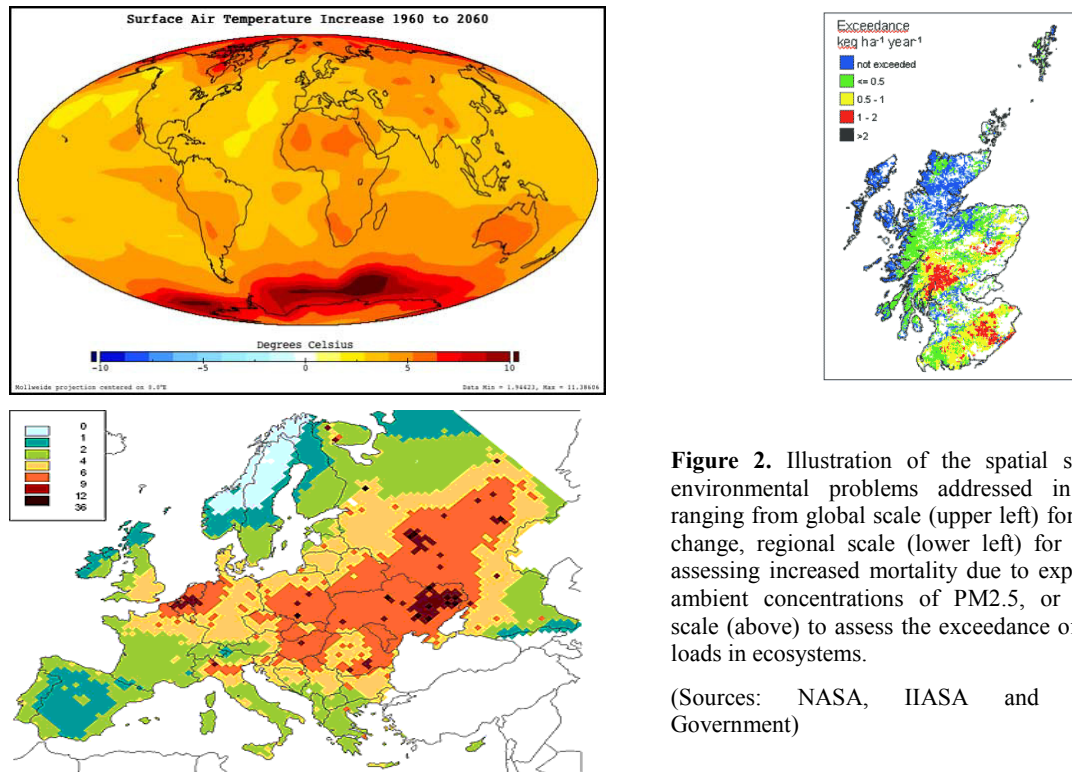 Surface Air Temperature Increase 1960 to 2060
Degrees Celsius
-10 -5 0 5 10
Mollweide projection centered on 0.0°E
Data Min = 1.94423, Max = 11.38606
Exceedance
keg ha⁻¹ year⁻¹
not exceeded
<= 0.5
0.5 - 1
1 - 2
>2
0
1
2
4
6
9
12
36
Figure 2. Illustration of the spatial s
environmental problems addressed in
ranging from global scale (upper left) for
change, regional scale (lower left) for
assessing increased mortality due to exp
ambient concentrations of PM2.5, or
scale (above) to assess the exceedance of
loads in ecosystems.
(Sources: NASA, IIASA and
Government)